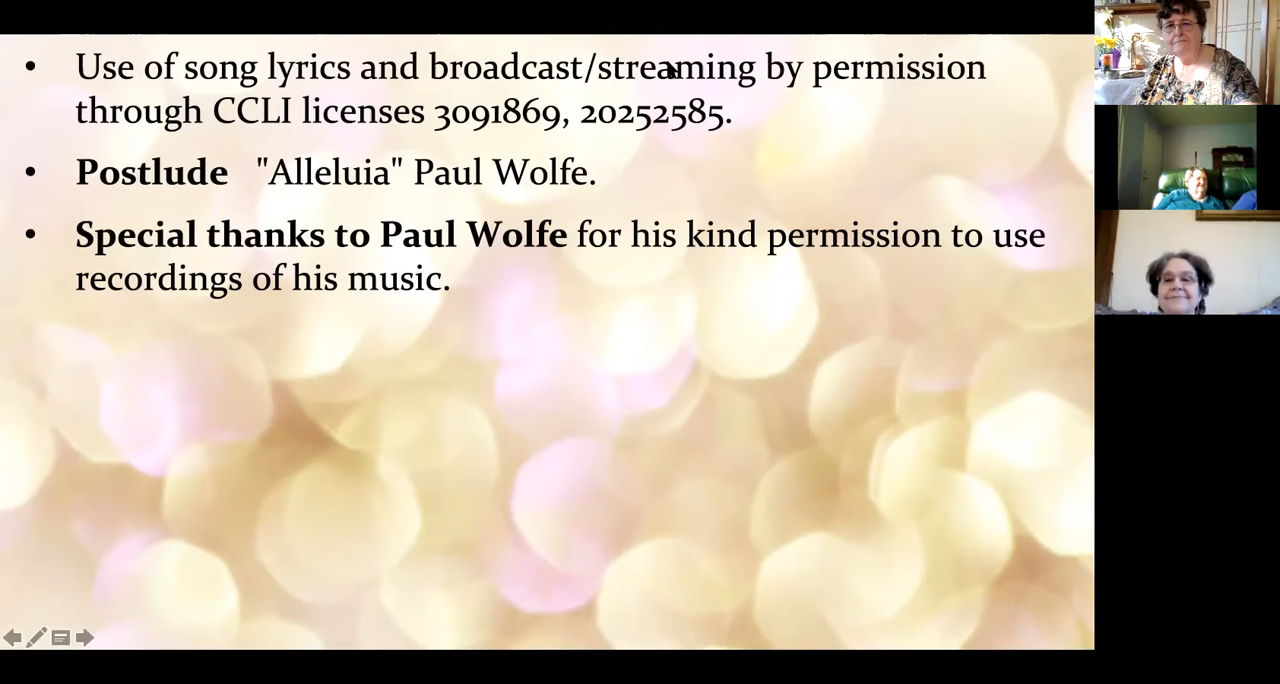 • Use of song lyrics and broadcast/streaming by permission
through CCLI licenses 3091869, 20252585.
• Postlude "Alleluia" Paul Wolfe.
• Special thanks to Paul Wolfe for his kind permission to use
recordings of his music.